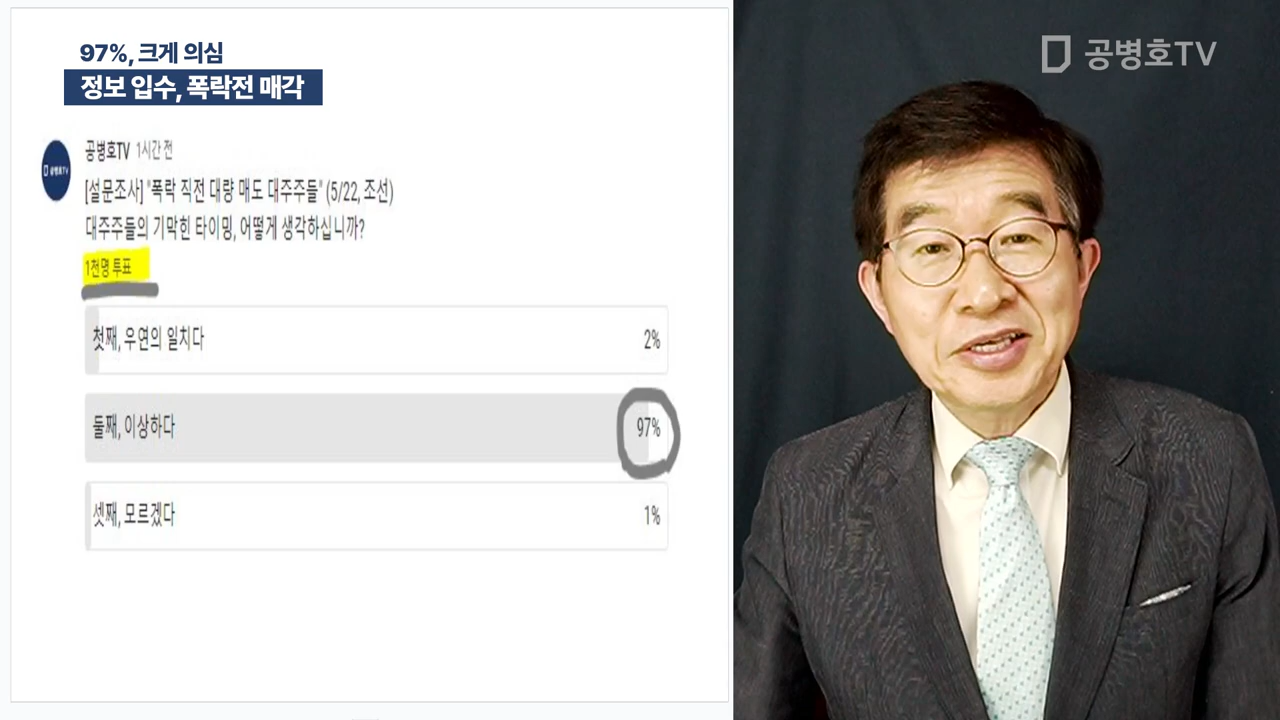 97%, 크게 의심
정보 입수, 폭락전 매각
공병호TV
공병호TV
공병호TV 1시간 전
[설문조사] "폭락 직전 대량 매도 대주주들" (5/22, 조선)
대주주들의 기막힌 타이밍, 어떻게 생각하십니까?
1천명 투표
첫째, 우연의 일치다 2%
둘째, 이상하다 97%
셋째, 모르겠다 1%